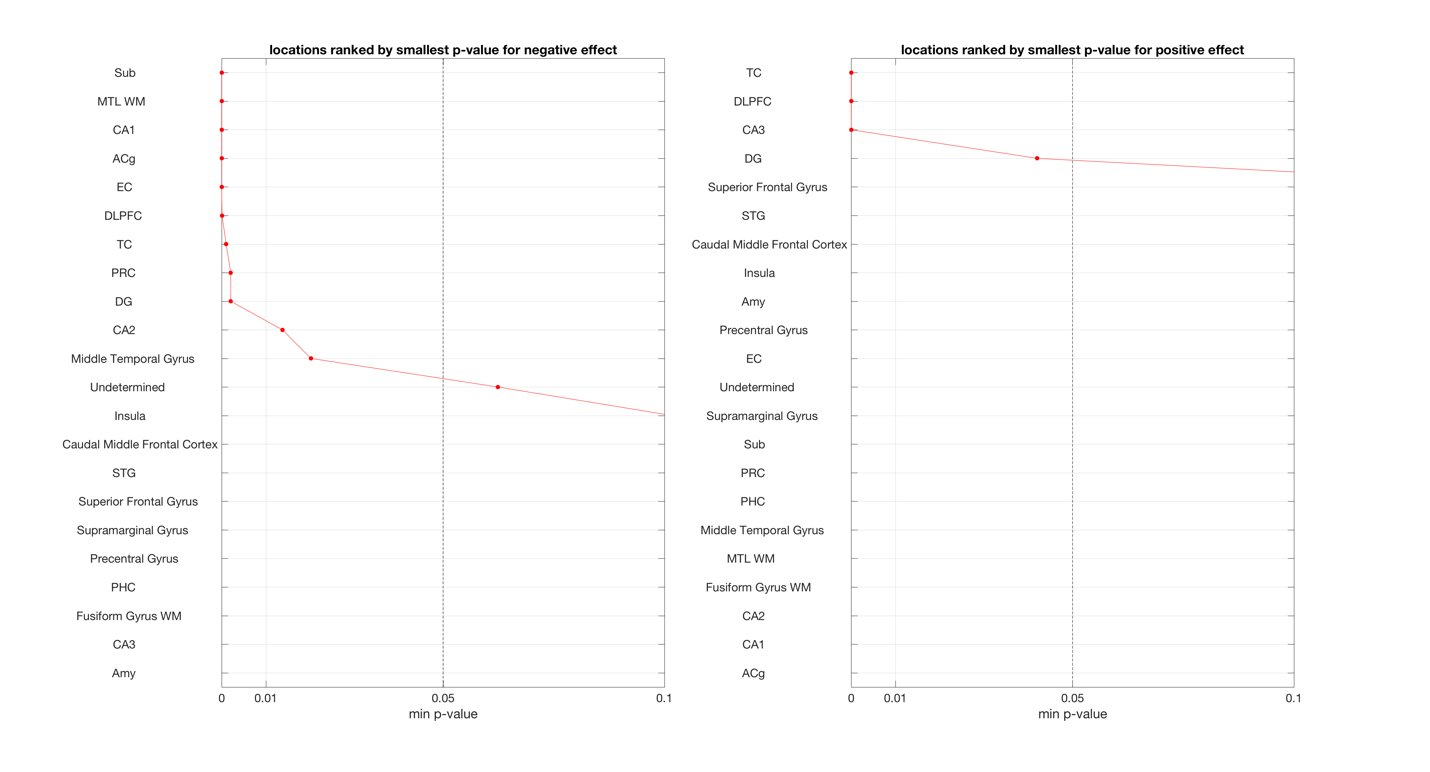 locations ranked by smallest p-value for negative effect
Sub
MTL WM
CA1
ACg
EC
DLPFC
TC
PRC
DG
CA2
Middle Temporal Gyrus
Undetermined
Insula
Caudal Middle Frontal Cortex
STG
Superior Frontal Gyrus
Supramarginal Gyrus
Precentral Gyrus
PHC
Fusiform Gyrus WM
CA3
Amy
0 0.01 0.05 0.1
min p-value
locations ranked by smallest p-value for positive effect
TC
DLPFC
CA3
DG
Superior Frontal Gyrus
STG
Caudal Middle Frontal Cortex
Insula
Amy
Precentral Gyrus
EC
Undetermined
Supramarginal Gyrus
Sub
PRC
PHC
Middle Temporal Gyrus
MTL WM
Fusiform Gyrus WM
CA2
CA1
ACg
0 0.01 0.05 0.1
min p-value